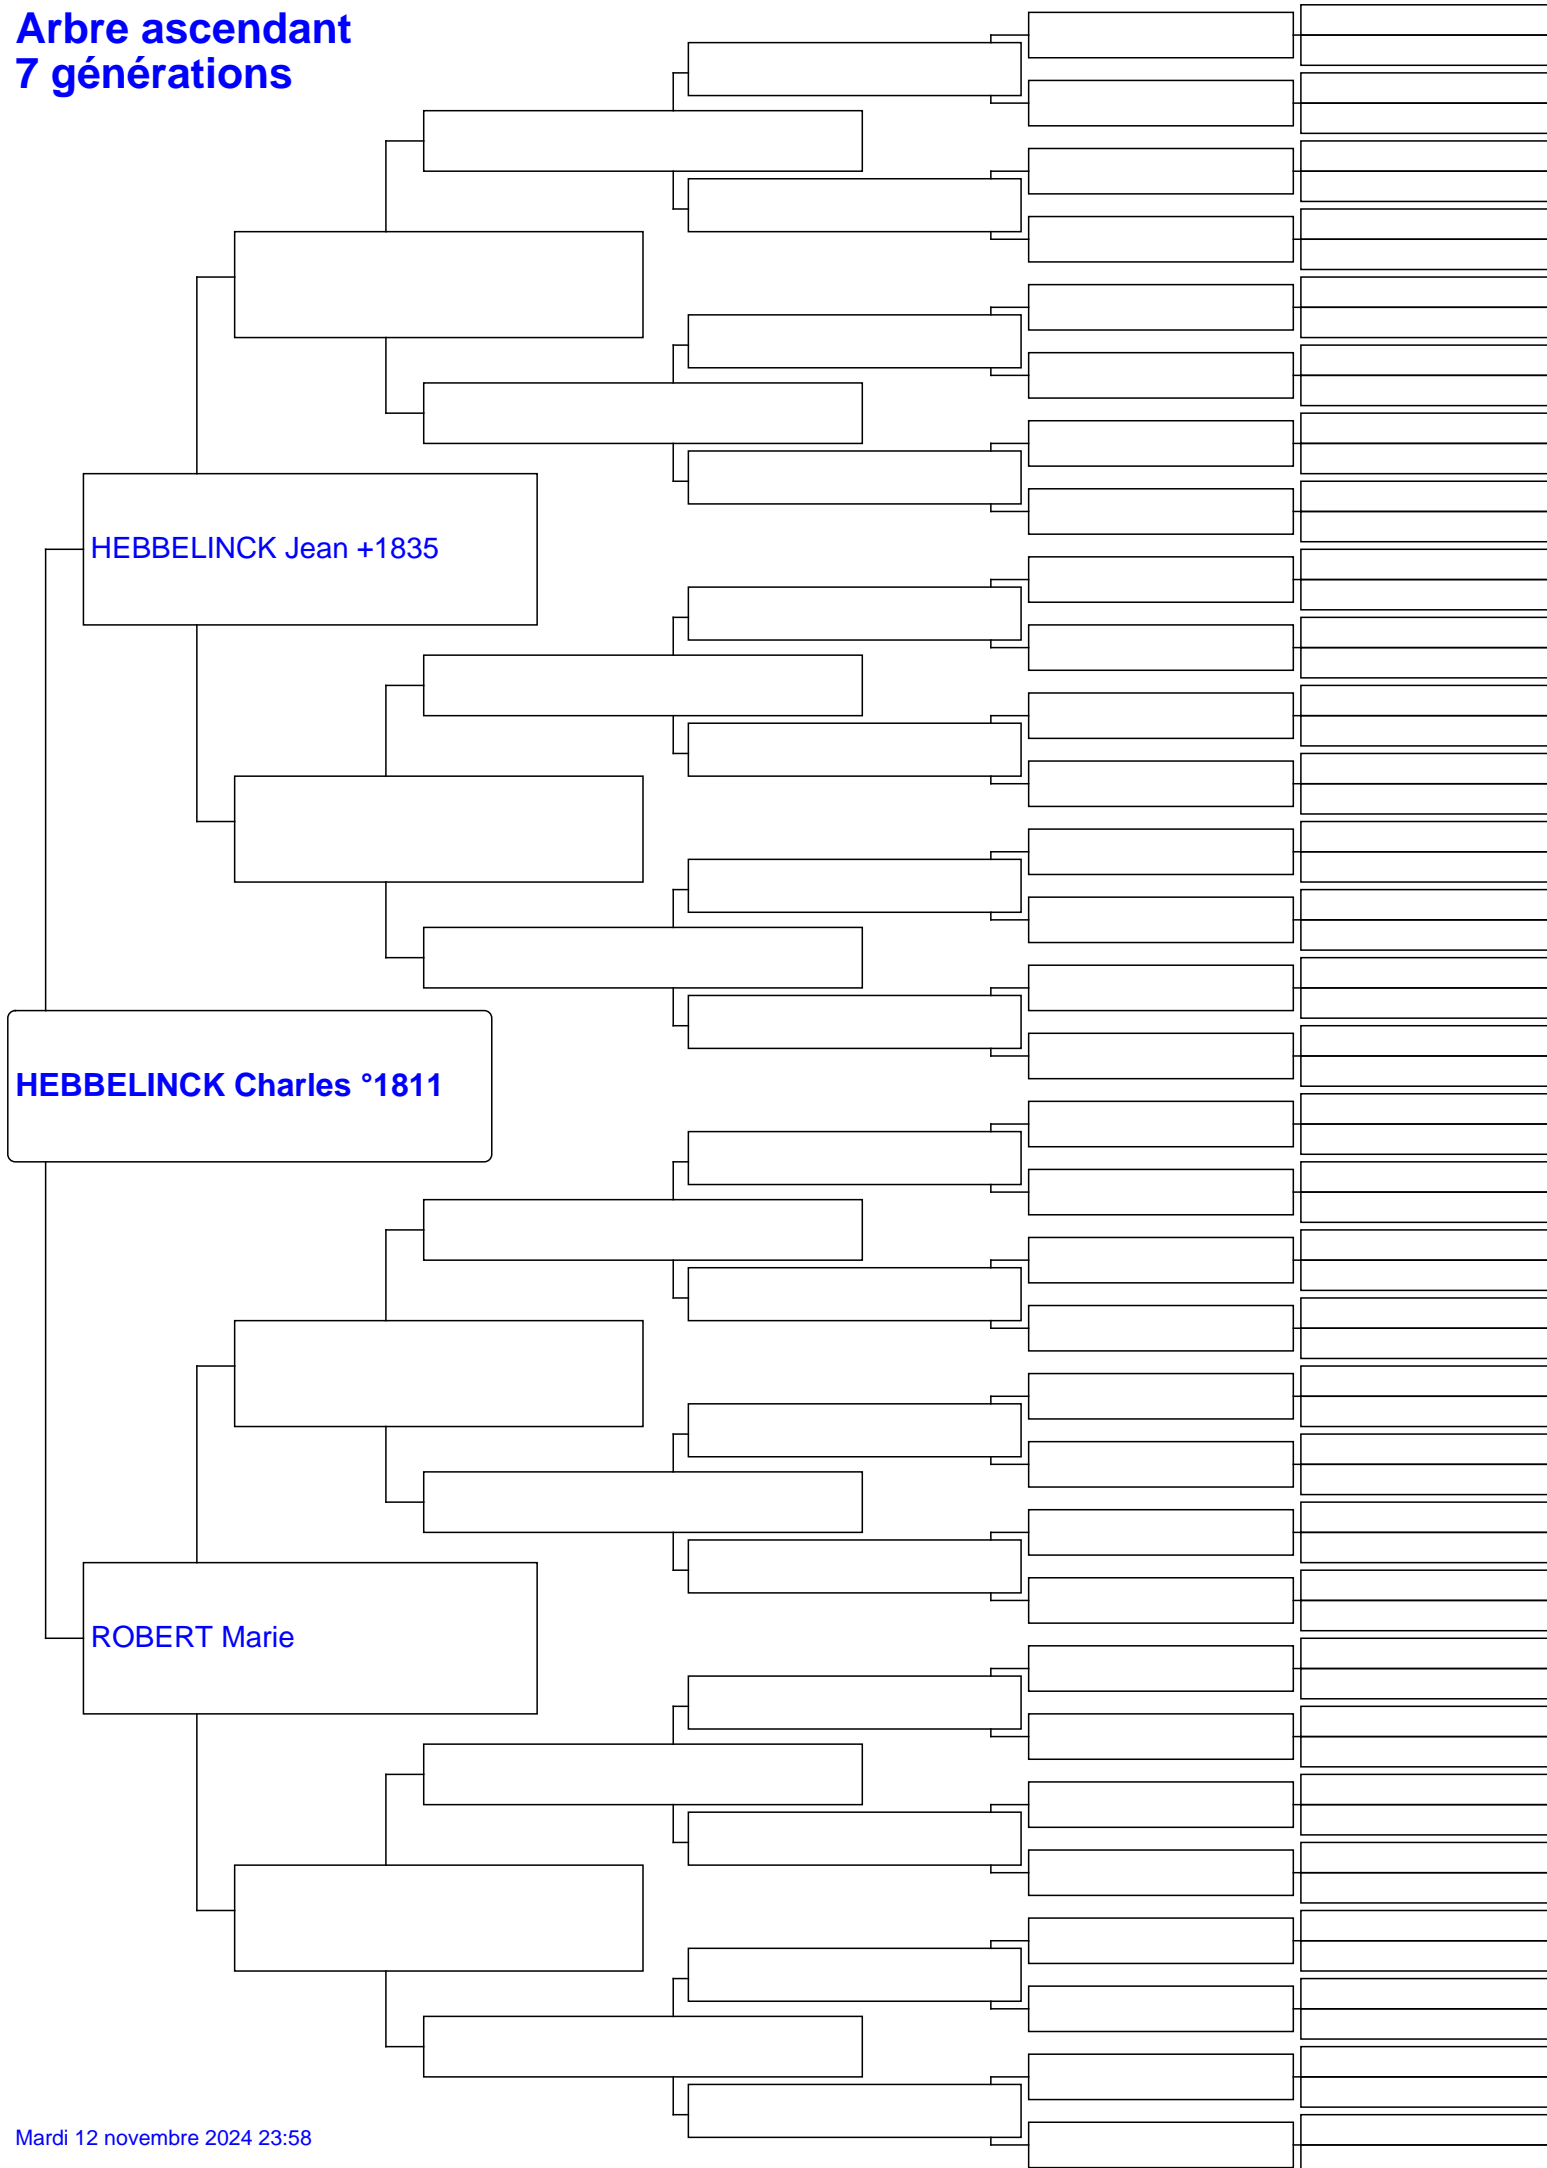 Arbre ascendant
7 générations
HEBBELINCK Jean +1835
HEBBELINCK Charles °1811
ROBERT Marie
Mardi 12 novembre 2024 23:58